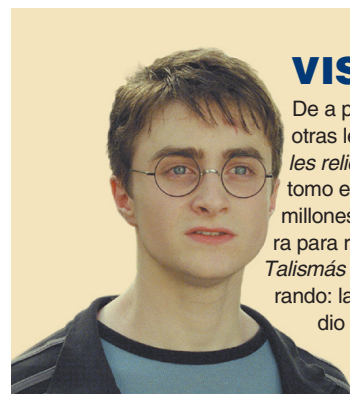 VIS
De a p
otras le
les relic
tomo e
millones
ra para r
Talismás
rando: la
dio